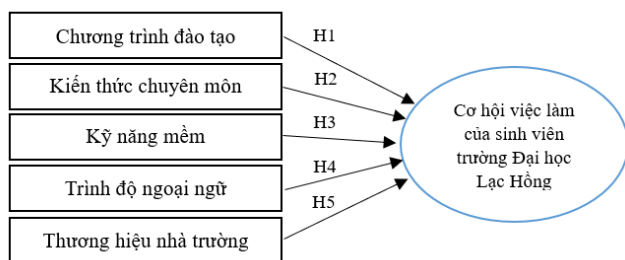 Chương trình đào tạo
H1
Kiến thức chuyên môn
H2
Kỹ năng mềm
H3
Trình độ ngoại ngữ
H4
Thương hiệu nhà trường
H5
Cơ hội việc làm
của sinh viên
trường Đại học
Lạc Hồng